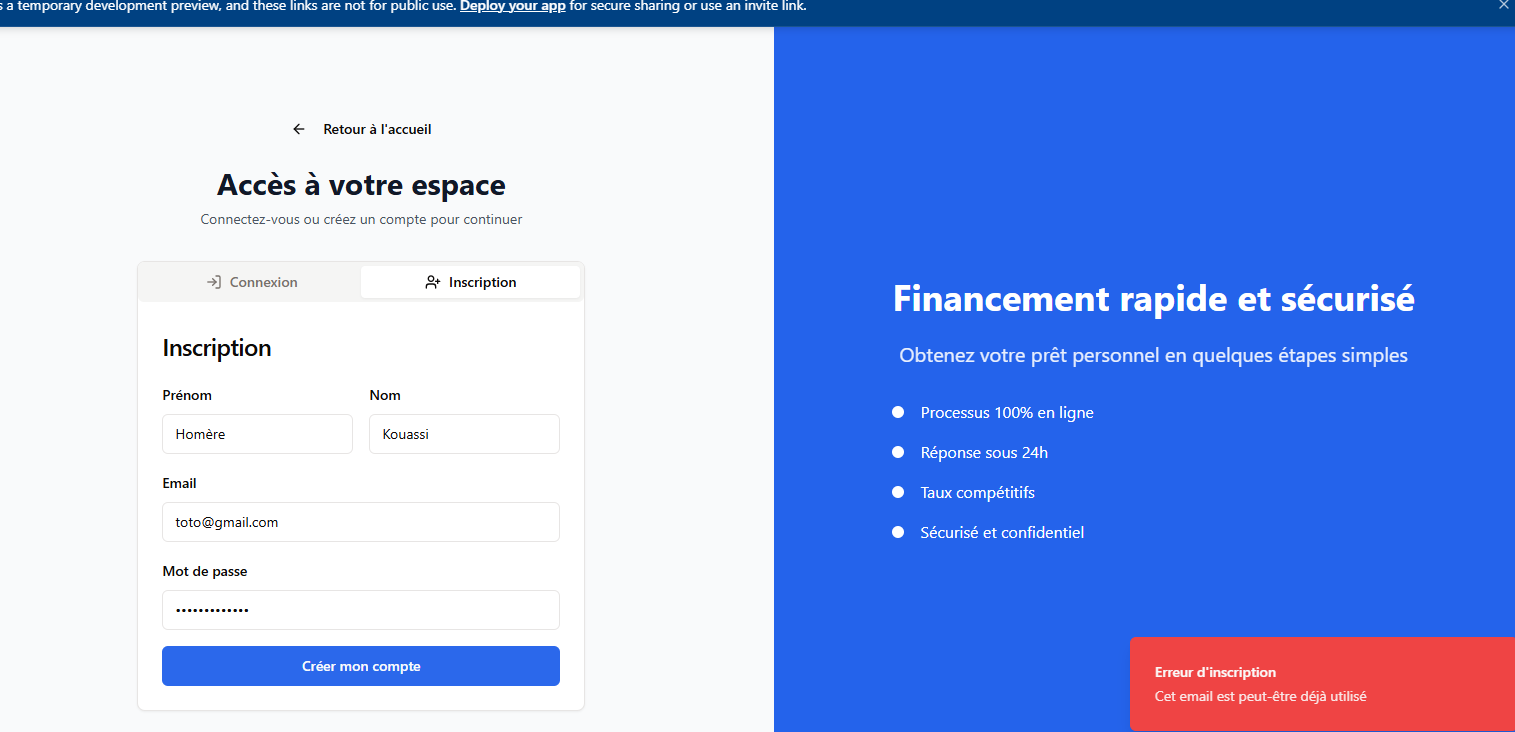 s a temporary development preview, and these links are not for public use. Deploy your app for secure sharing or use an invite link.
Retour à l'accueil
Accès à votre espace
Connectez-vous ou créez un compte pour continuer
Connexion
Inscription
Inscription
Prénom
Nom
Homère
Kouassi
Email
toto@gmail.com
Mot de passe
•••••••••••••
Créer mon compte
Financement rapide et sécurisé
Obtenez votre prêt personnel en quelques étapes simples
Processus 100% en ligne
Réponse sous 24h
Taux compétitifs
Sécurisé et confidentiel
Erreur d'inscription
Cet email est peut-être déjà utilisé